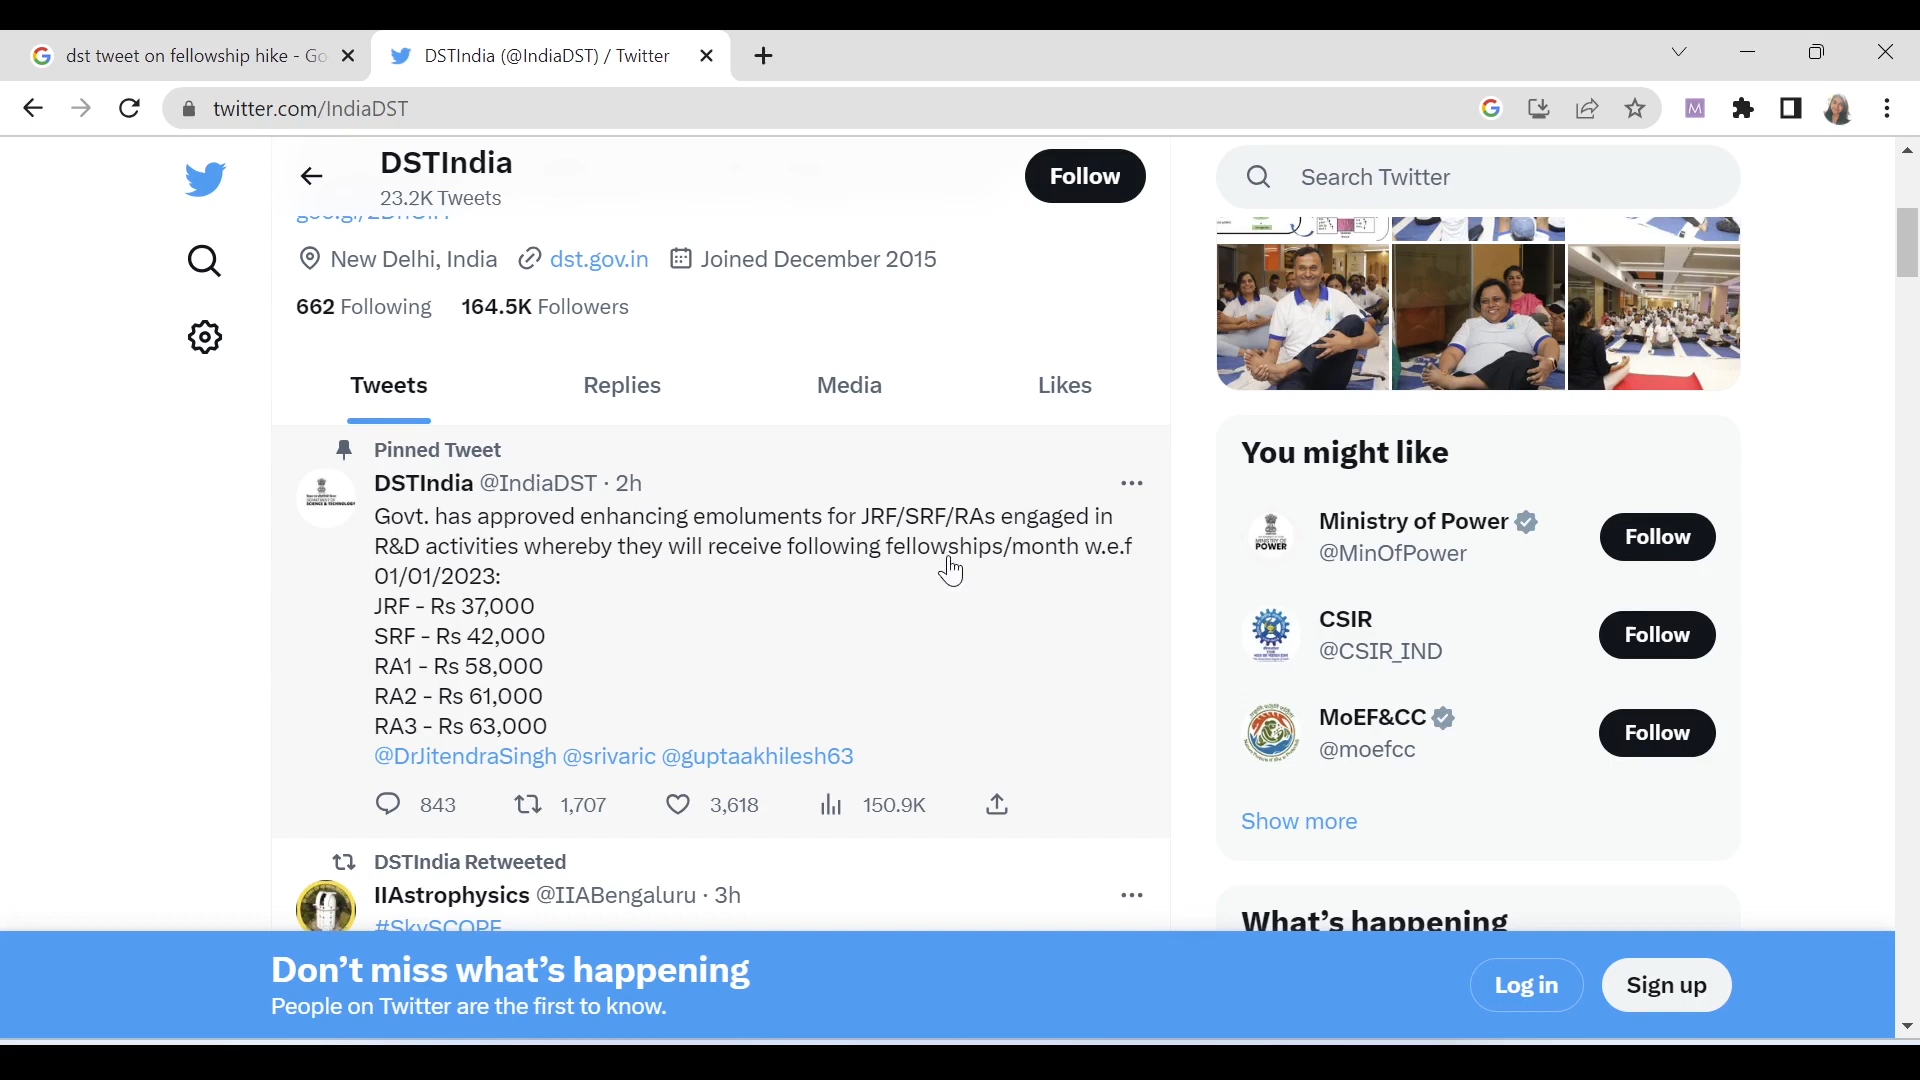 dst tweet on fellowship hike - Go
DSTIndia (@IndiaDST) / Twitter
twitter.com/IndiaDST
M
DSTIndia
23.2K Tweets
Follow
Search Twitter
New Delhi, India dst.gov.in Joined December 2015
662 Following 164.5K Followers
Tweets Replies Media Likes
Pinned Tweet
DSTIndia @IndiaDST · 2h
Govt. has approved enhancing emoluments for JRF/SRF/RAs engaged in
R&D activities whereby they will receive following fellowships/month w.e.f
01/01/2023:
JRF - Rs 37,000
SRF - Rs 42,000
RA1 - Rs 58,000
RA2 - Rs 61,000
RA3 - Rs 63,000
@DrJitendraSingh @srivaric @guptaakhilesh63
843 1,707 3,618 150.9K
DSTIndia Retweeted
IIAstrophysics @IIABengaluru · 3h
#SkySCOPE
You might like
Ministry of Power
@MinOfPower
Follow
CSIR
@CSIR_IND
Follow
MoEF&CC
@moefcc
Follow
Show more
What's happening
Don't miss what's happening
People on Twitter are the first to know.
Log in
Sign up